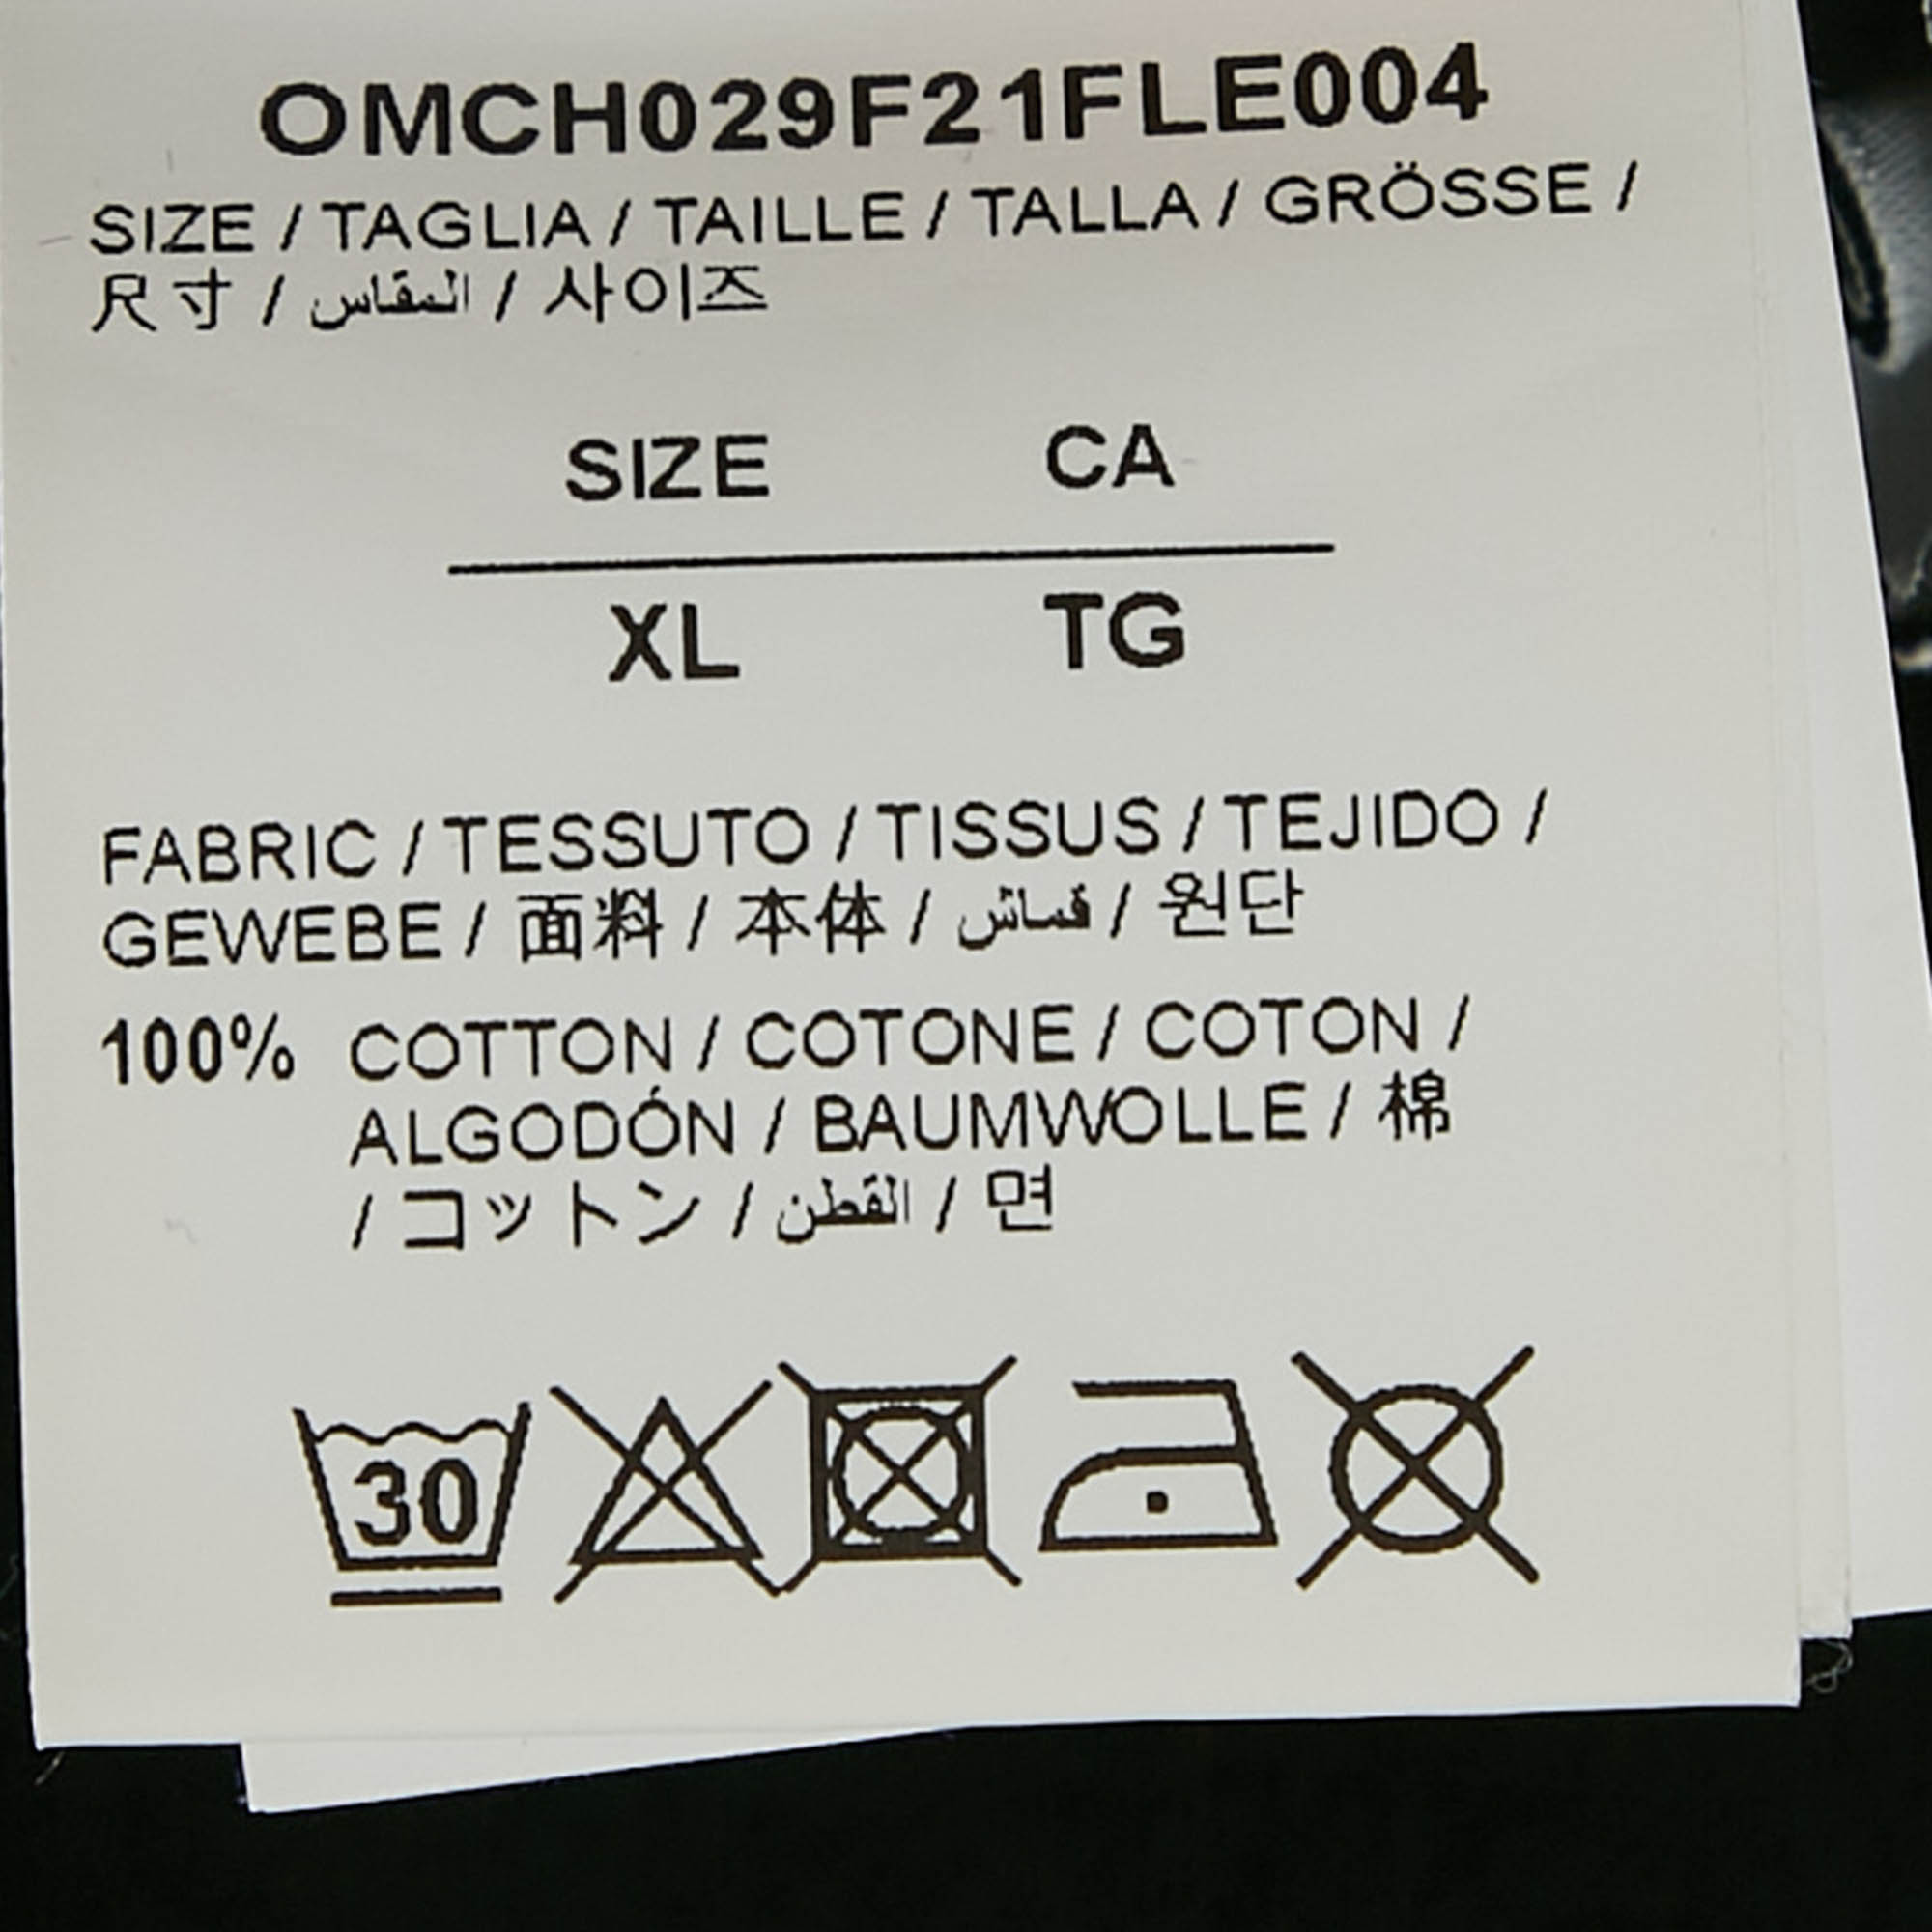 OMCH029F21FLE004
SIZE / TAGLIA / TAILLE / TALLA / GRÖSSE /
尺寸 / المقاس / 사이즈
SIZE CA
XL TG
FABRIC / TESSUTO / TISSUS / TEJIDO /
GEWEBE / 面料 / 本体 / قماش / 원단
100% COTTON / COTONE / COTON /
ALGODÓN / BAUMWOLLE / 棉
/ コットン / القطن / 면
30